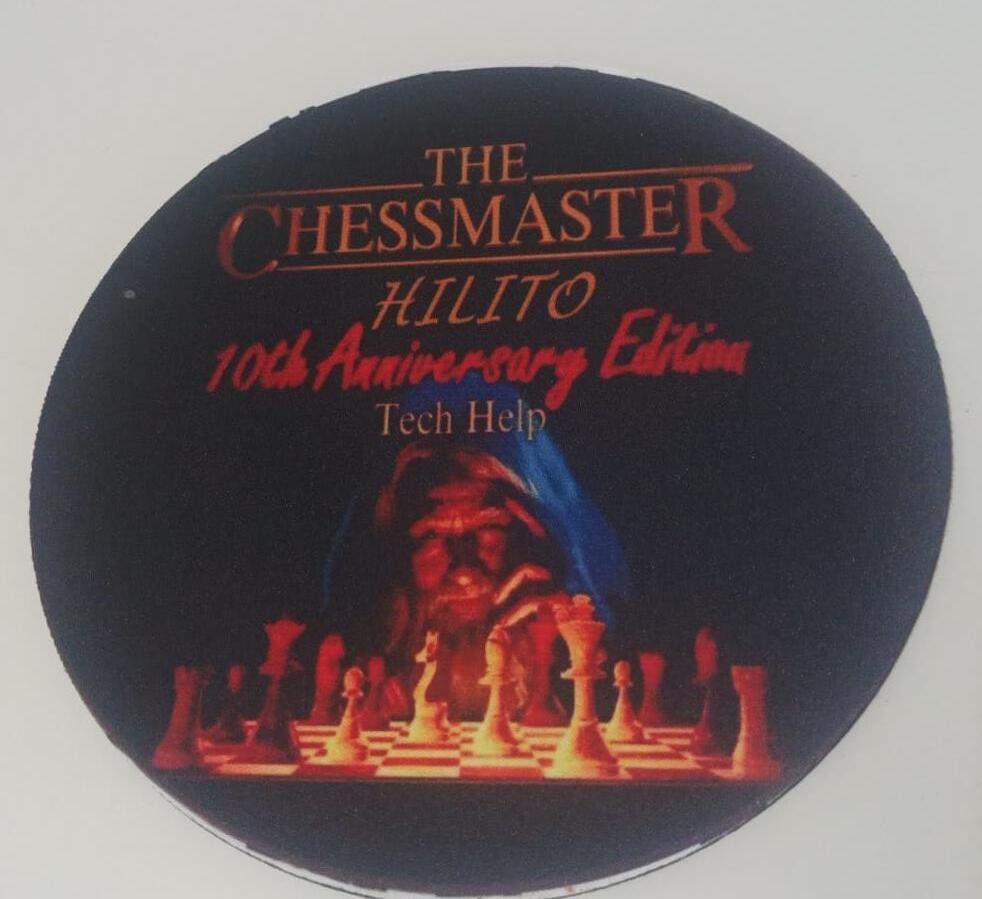 THE
CHESSMASTER
HILITO
10th Anniversary Edition
Tech Help